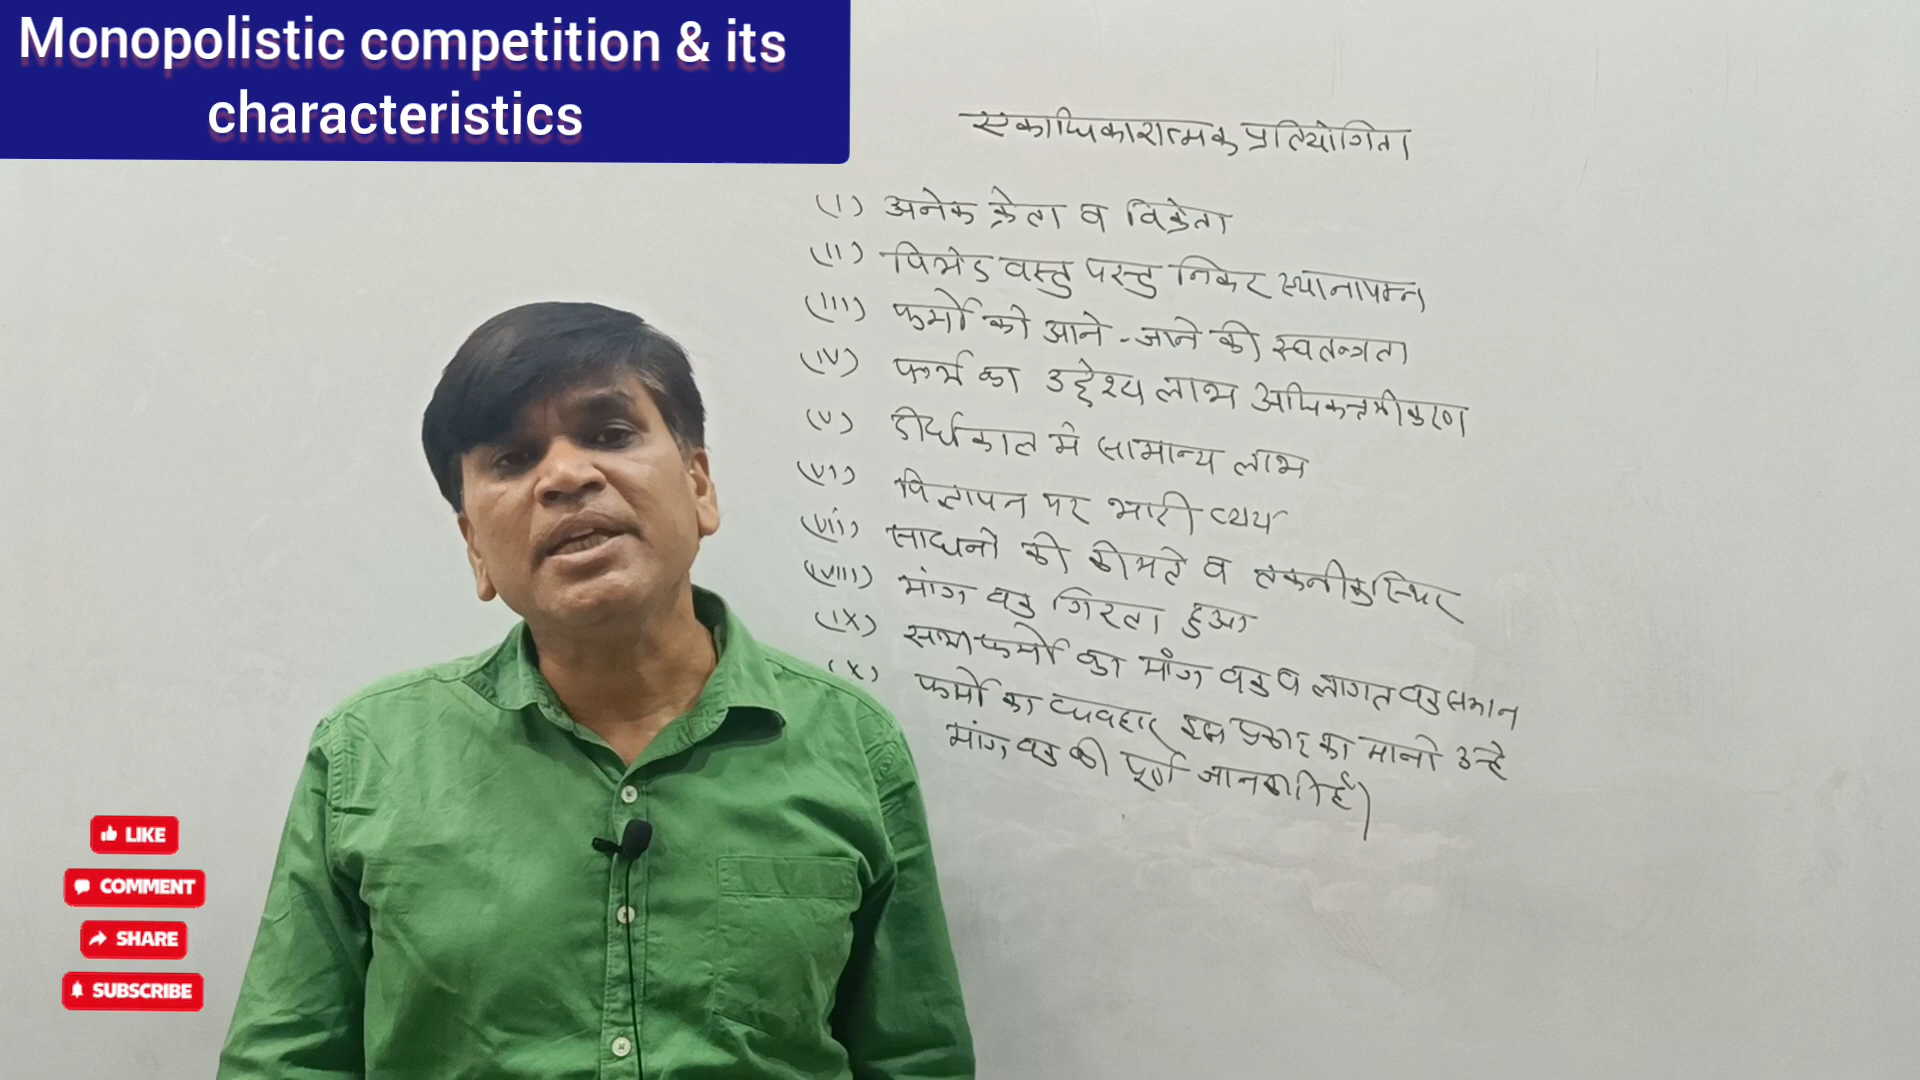 Monopolistic competition & its
characteristics
एकाधिकारात्मक प्रतियोगिता
(I) अनेक क्रेता व विक्रेता
(II) विभेद वस्तु परन्तु निकट स्थानापन्न
(III) फर्मो को आने-जाने की स्वतन्त्रता
(IV) फर्म का उद्देश्य लाभ अधिकतमीकरण
(V) दीर्घकाल मे सामान्य लाभ
(VI) विज्ञापन पर भारी व्यय
(VII) साधनो की कीमते व तकनीक स्थिर
(VIII) मांग वक्र गिरता हुआ
(IX) सभी फर्मो का मांग वक्र व लागत वक्र समान
(X) फर्मो का व्यवहार इस प्रकार का मानो उन्हे
मांग वक्र की पूर्ण जानकारी है।
LIKE
COMMENT
SHARE
SUBSCRIBE